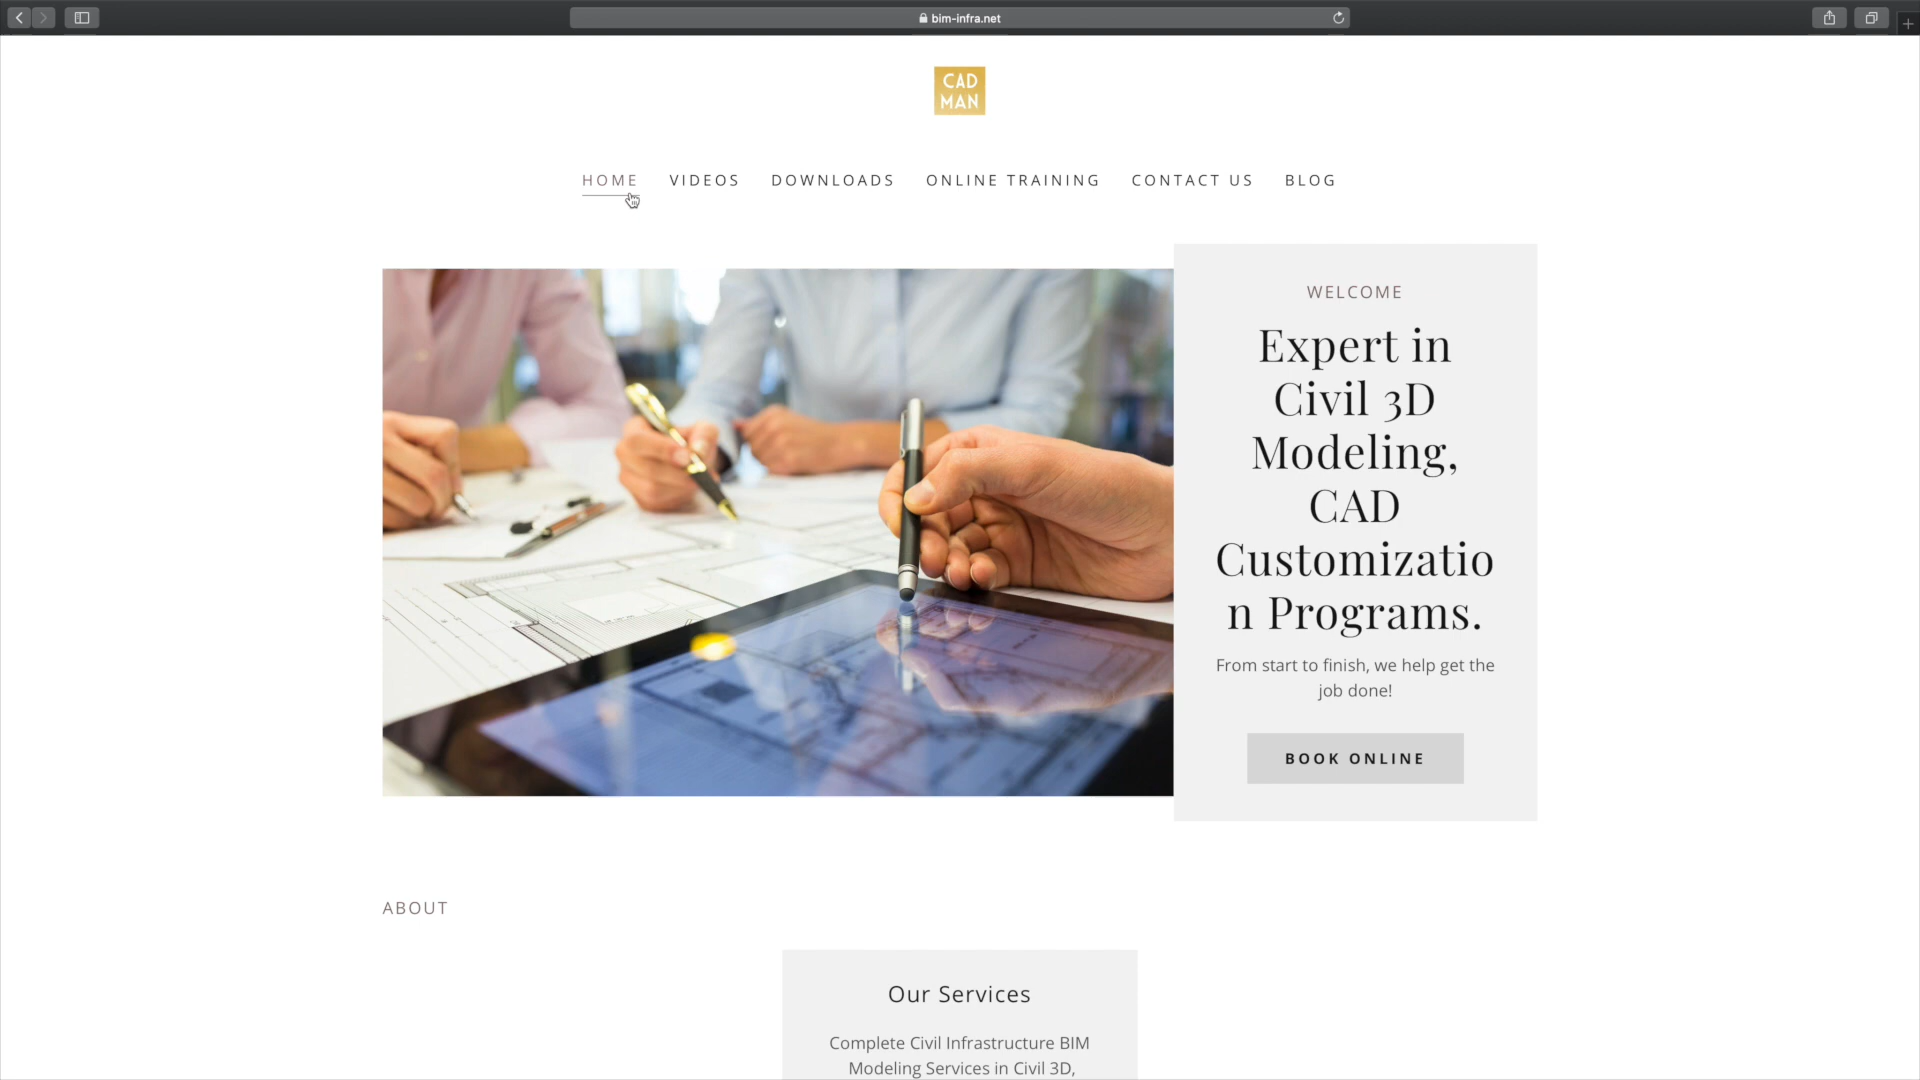 bim-infra.net
CAD
MAN
HOME VIDEOS DOWNLOADS ONLINE TRAINING CONTACT US BLOG
WELCOME
Expert in
Civil 3D
Modeling,
CAD
Customizatio
n Programs.
From start to finish, we help get the
job done!
BOOK ONLINE
ABOUT
Our Services
Complete Civil Infrastructure BIM
Modeling Services in Civil 3D,